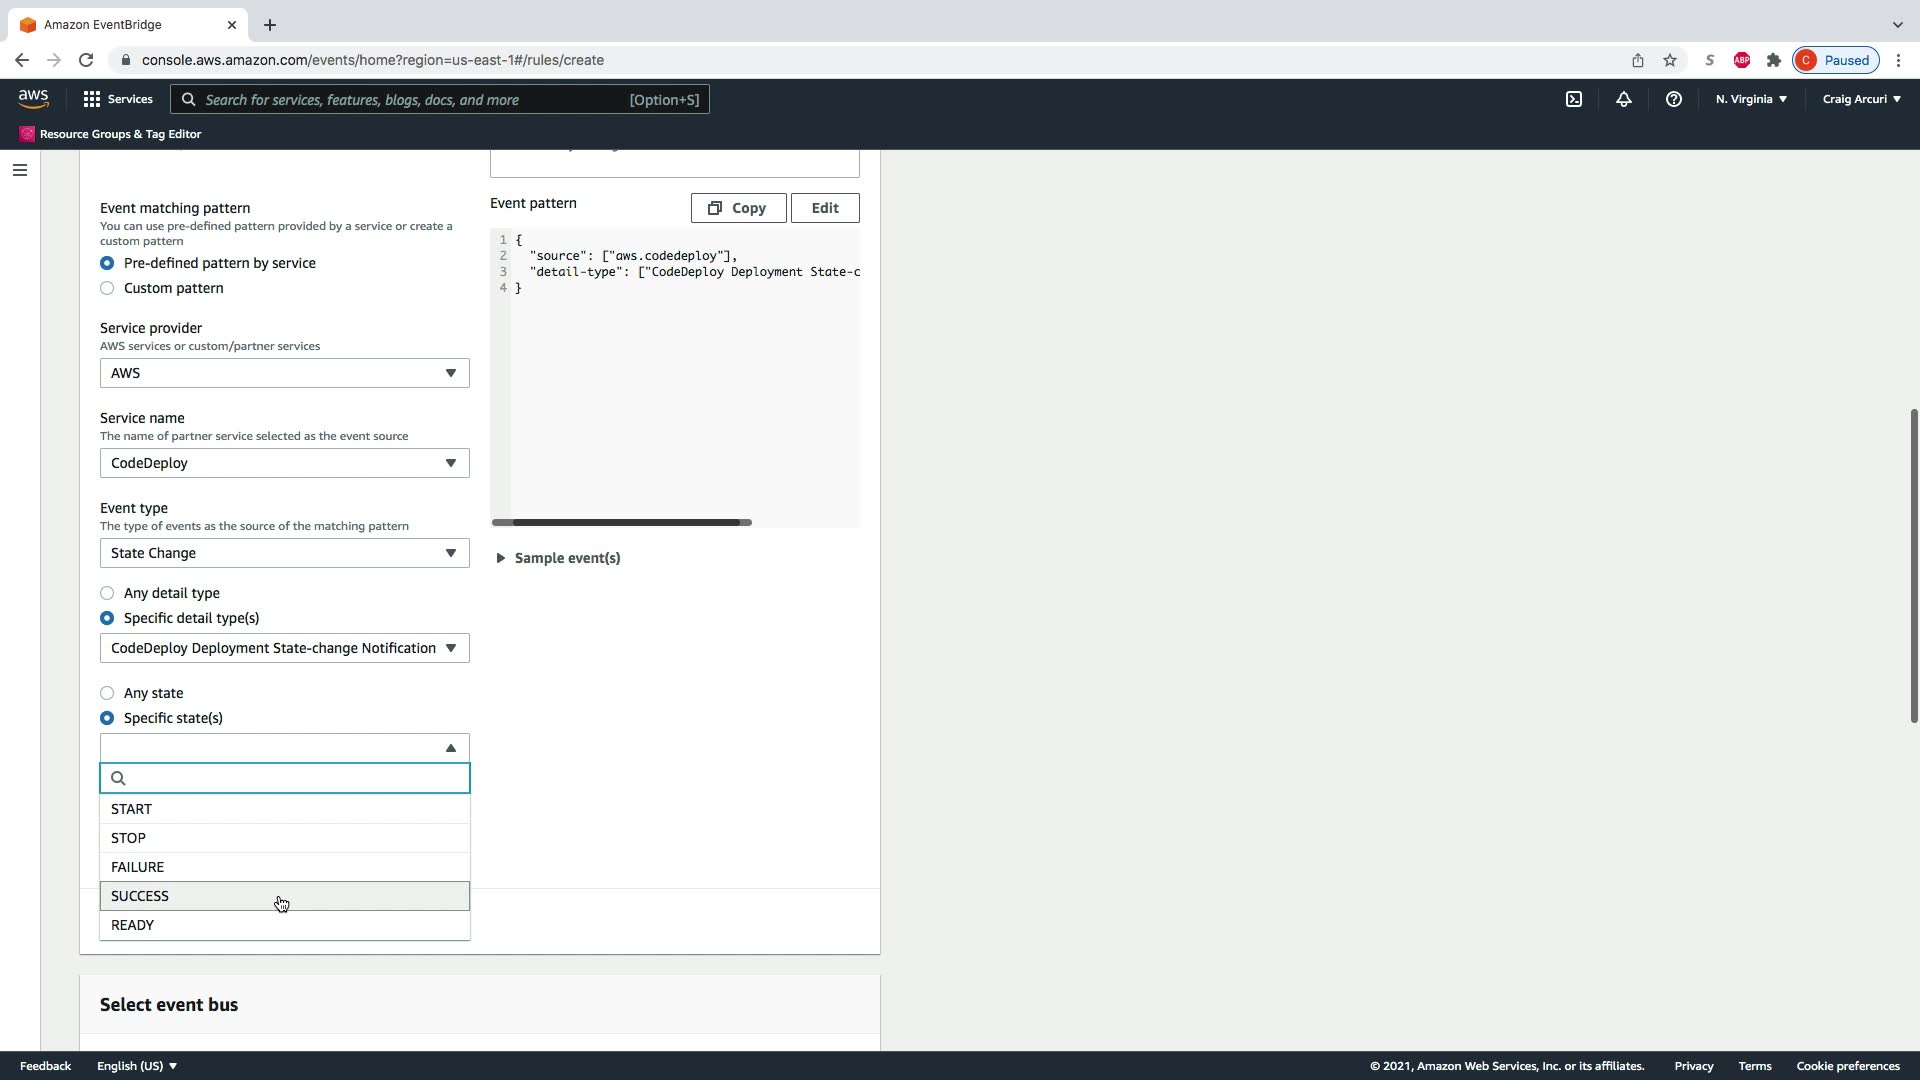 Amazon EventBridge
console.aws.amazon.com/events/home?region=us-east-1#/rules/create
S
ABP
C Paused
aws
Services
Search for services, features, blogs, docs, and more [Option+S]
N. Virginia
Craig Arcuri
Resource Groups & Tag Editor
Event matching pattern
You can use pre-defined pattern provided by a service or create a
custom pattern
Pre-defined pattern by service
Custom pattern
Service provider
AWS services or custom/partner services
AWS
Service name
The name of partner service selected as the event source
CodeDeploy
Event type
The type of events as the source of the matching pattern
State Change
Any detail type
Specific detail type(s)
CodeDeploy Deployment State-change Notification
Any state
Specific state(s)
START
STOP
FAILURE
SUCCESS
READY
Event pattern
Copy
Edit
1 {
2 "source": ["aws.codedeploy"],
3 "detail-type": ["CodeDeploy Deployment State-c
4 }
Sample event(s)
Select event bus
Feedback
English (US)
© 2021, Amazon Web Services, Inc. or its affiliates.
Privacy
Terms
Cookie preferences